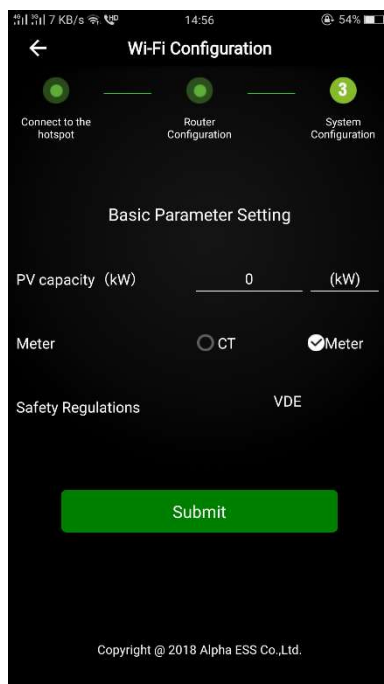 7 KB/s 14:56 54%
Wi-Fi Configuration
3
Connect to the
hotspot
Router
Configuration
System
Configuration
Basic Parameter Setting
PV capacity（kW） 0 (kW)
Meter CT Meter
Safety Regulations VDE
Submit
Copyright @ 2018 Alpha ESS Co.,Ltd.